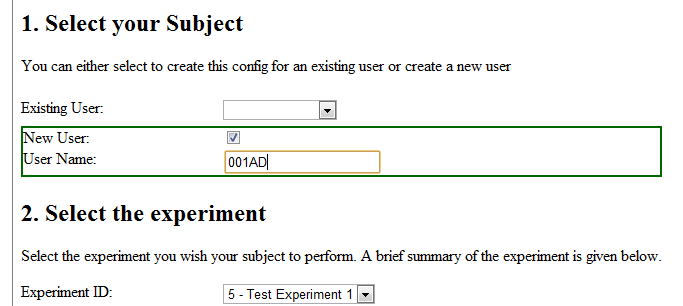 1. Select your Subject
You can either select to create this config for an existing user or create a new user
Existing User:
New User:
User Name: 001AD
2. Select the experiment
Select the experiment you wish your subject to perform. A brief summary of the experiment is given below.
Experiment ID: 5 - Test Experiment 1